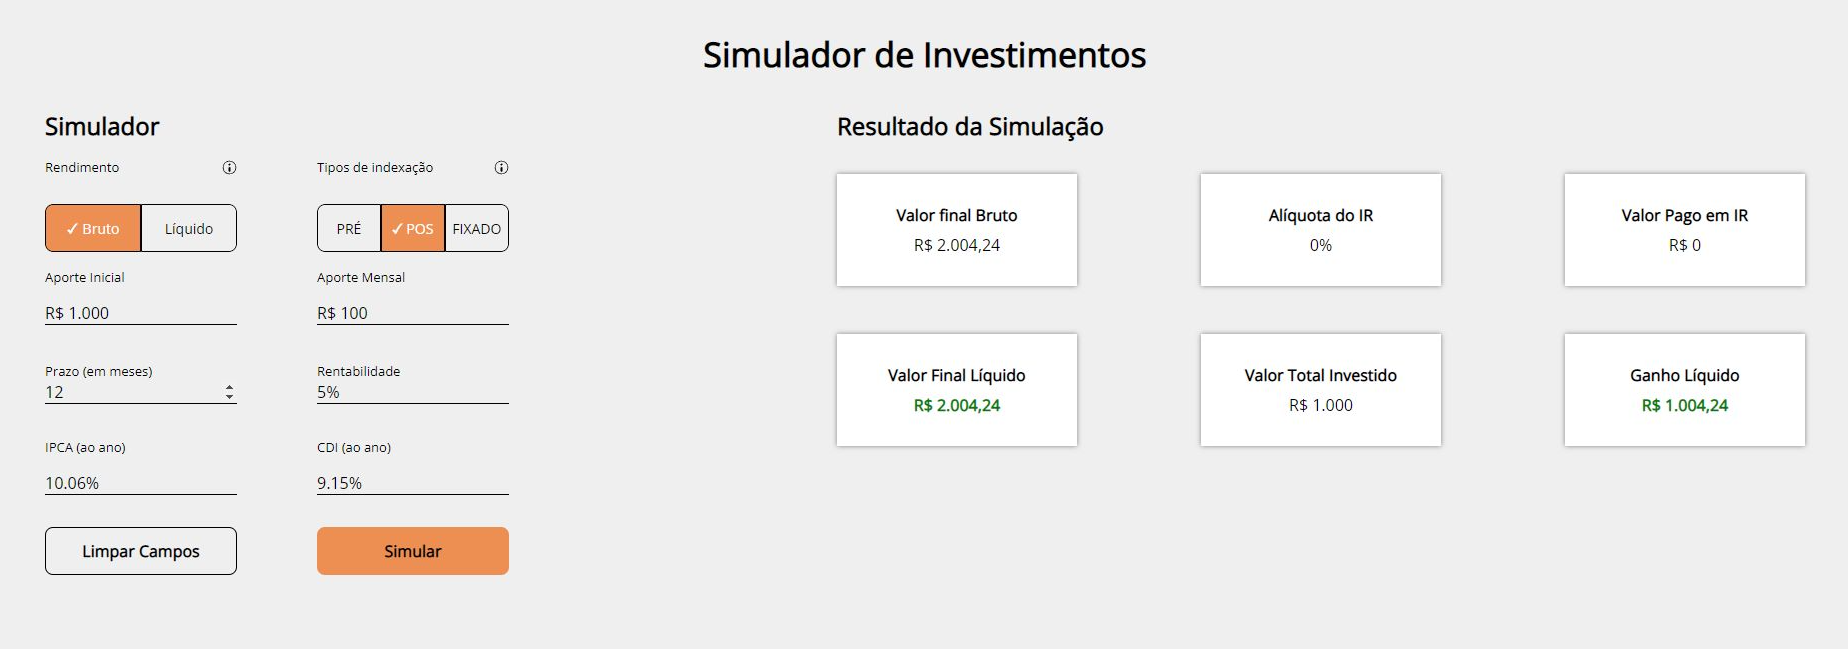 Simulador de Investimentos
Simulador
Rendimento
Tipos de indexação
✓ Bruto
Líquido
PRÉ
✓ POS
FIXADO
Aporte Inicial
Aporte Mensal
R$ 1.000
R$ 100
Prazo (em meses)
Rentabilidade
12
5%
IPCA (ao ano)
CDI (ao ano)
10.06%
9.15%
Limpar Campos
Simular
Resultado da Simulação
Valor final Bruto
R$ 2.004,24
Alíquota do IR
0%
Valor Pago em IR
R$ 0
Valor Final Líquido
R$ 2.004,24
Valor Total Investido
R$ 1.000
Ganho Líquido
R$ 1.004,24